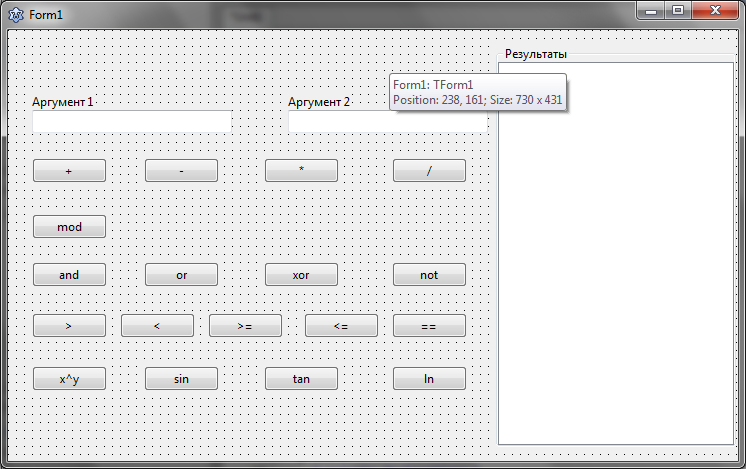 Form1
Результаты
Form1: TForm1
Position: 238, 161; Size: 730 x 431
Аргумент 1
Аргумент 2
+ - * /
mod
and or xor not
> < >= <= ==
x^y sin tan ln